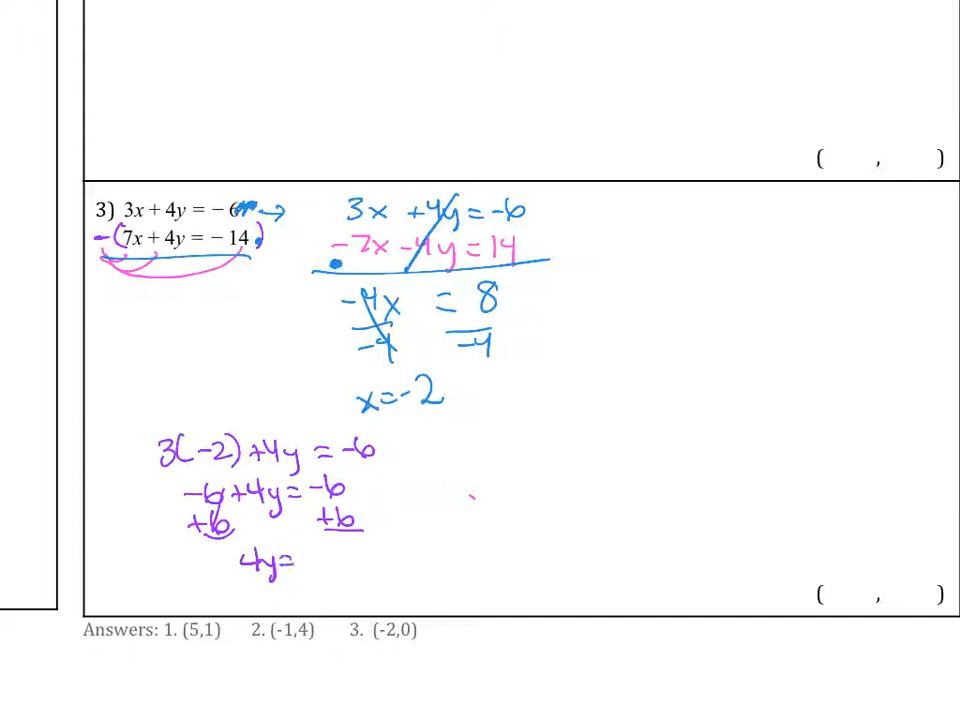 ( , )
3) 3x + 4y = - 6 →
-(7x + 4y = - 14)
3x +4y = -6
-7x -4y = 14
-4x = 8
-4 -4
x = -2
3(-2) +4y = -6
-6 +4y = -6
+6 +6
4y =
( , )
Answers: 1. (5,1) 2. (-1,4) 3. (-2,0)